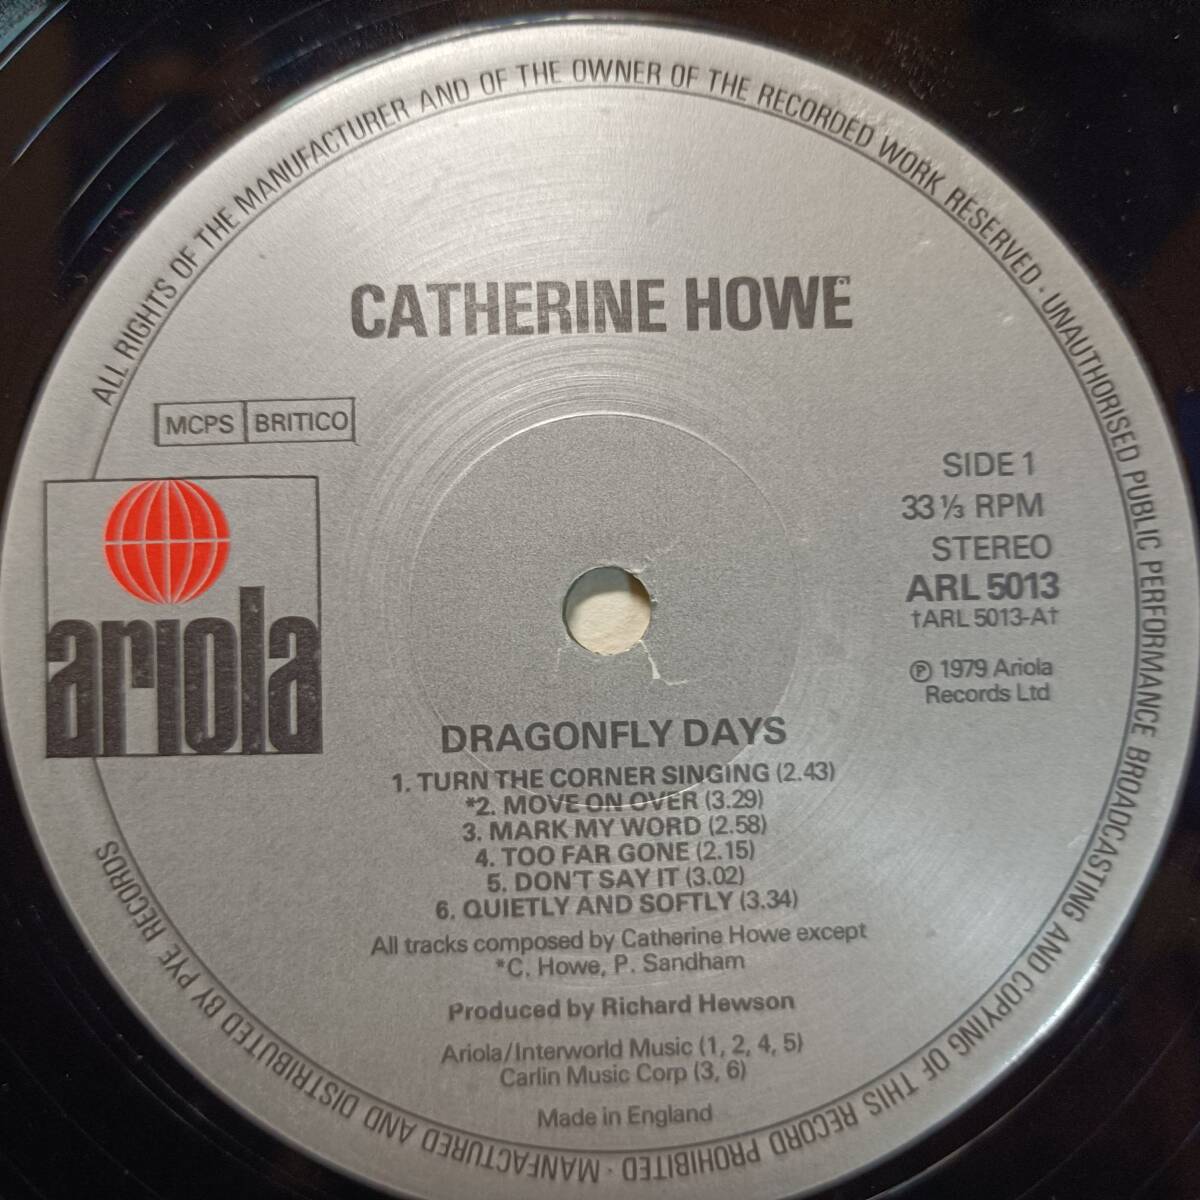 ALL RIGHTS OF THE MANUFACTURER AND OF THE OWNER OF THE RECORDED WORK RESERVED · UNAUTHORISED PUBLIC PERFORMANCE BROADCASTING AND COPYING OF THIS RECORD PROHIBITED · MANFACTURED AND DISTRIBUTED BY PYE RECORDS
CATHERINE HOWE
MCPS BRITICO
ariola
SIDE 1
33 ⅓ RPM
STEREO
ARL 5013
†ARL 5013-A†
Ⓟ 1979 Ariola
Records Ltd
DRAGONFLY DAYS
1. TURN THE CORNER SINGING (2.43)
*2. MOVE ON OVER (3.29)
3. MARK MY WORD (2.58)
4. TOO FAR GONE (2.15)
5. DON'T SAY IT (3.02)
6. QUIETLY AND SOFTLY (3.34)
All tracks composed by Catherine Howe except
*C. Howe, P. Sandham
Produced by Richard Hewson
Ariola/Interworld Music (1, 2, 4, 5)
Carlin Music Corp (3, 6)
Made in England